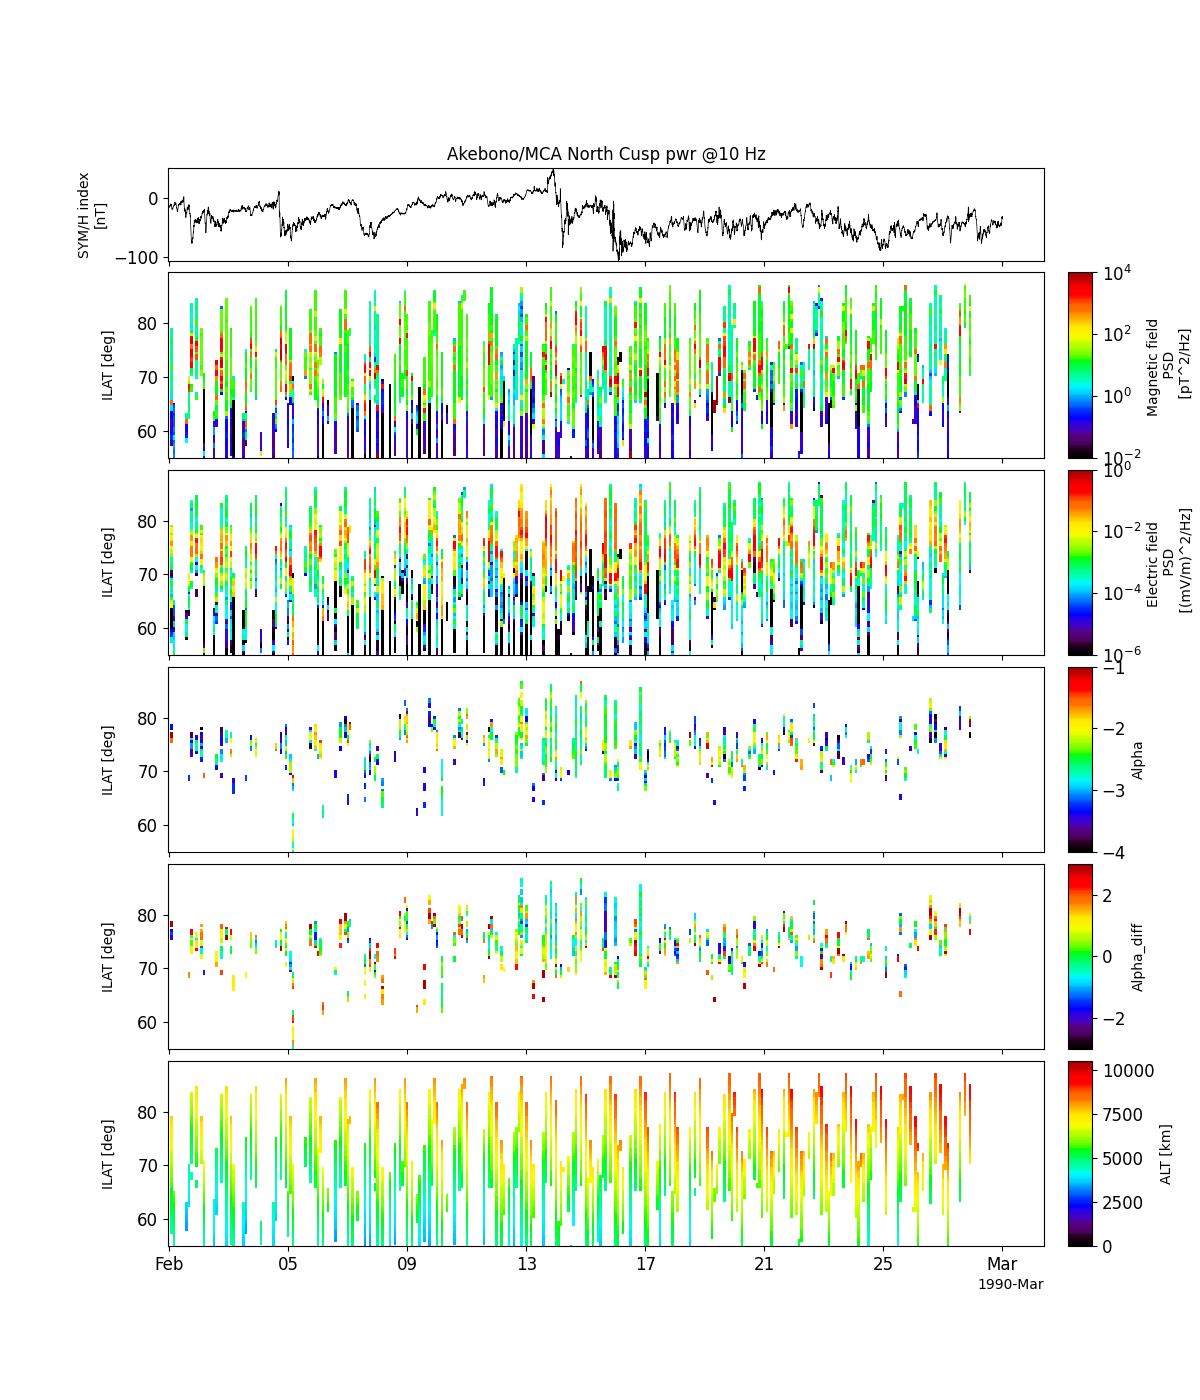 Akebono/MCA North Cusp pwr @10 Hz
SYM/H index
[nT]
0
−100
ILAT [deg]
80
70
60
10^4
10^2
10^0
10^-2
Magnetic field
PSD
[pT^2/Hz]
ILAT [deg]
80
70
60
10^0
10^-2
10^-4
10^-6
Electric field
PSD
[(mV/m)^2/Hz]
ILAT [deg]
80
70
60
−1
−2
−3
−4
Alpha
ILAT [deg]
80
70
60
2
0
−2
Alpha_diff
ILAT [deg]
80
70
60
10000
7500
5000
2500
0
ALT [km]
Feb 05 09 13 17 21 25 Mar
1990-Mar